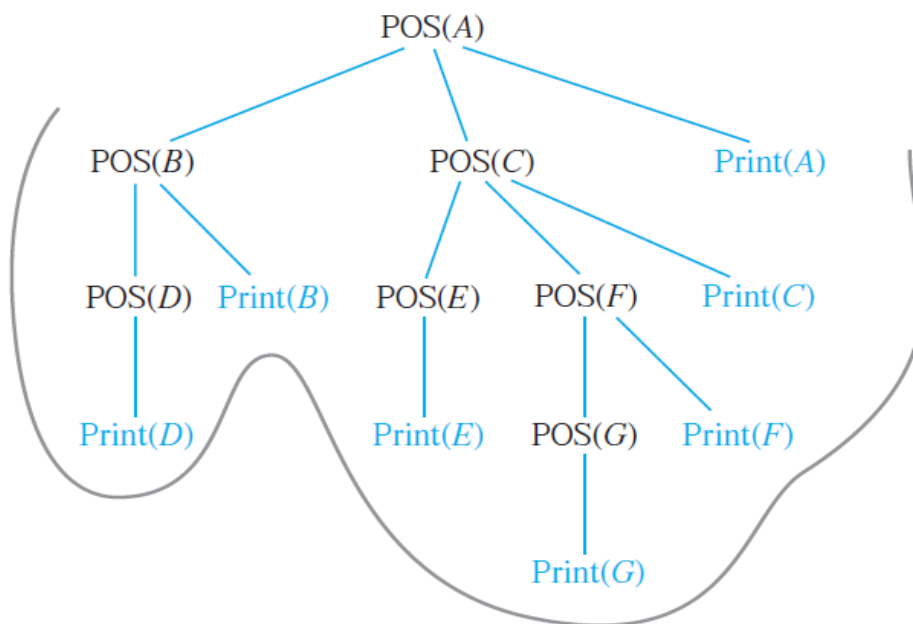 POS(A)
POS(B) POS(C) Print(A)
POS(D) Print(B) POS(E) POS(F) Print(C)
Print(D) Print(E) POS(G) Print(F)
Print(G)